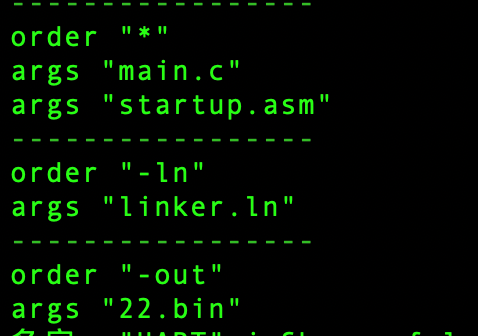 -----------------
order "*"
args "main.c"
args "startup.asm"
-----------------
order "-ln"
args "linker.ln"
-----------------
order "-out"
args "22.bin"